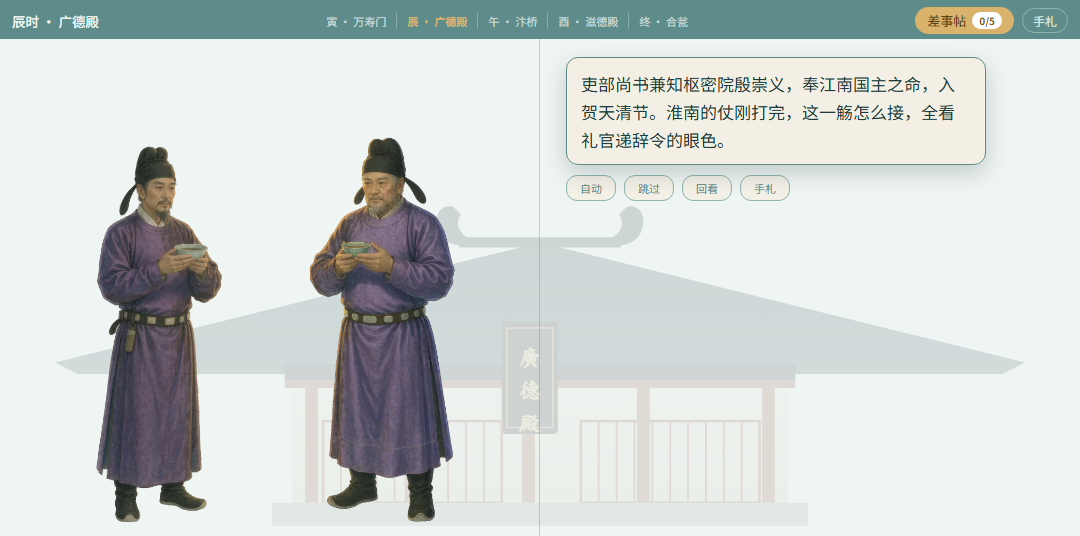 辰时 · 广德殿
寅 · 万寿门
辰 · 广德殿
午 · 汴桥
酉 · 滋德殿
终 · 合瓮
差事帖 0/5
手札
吏部尚书兼知枢密院殷崇义，奉江南国主之命，入
贺天清节。淮南的仗刚打完，这一觞怎么接，全看
礼官递辞令的眼色。
自动
跳过
回看
手札
廣德殿